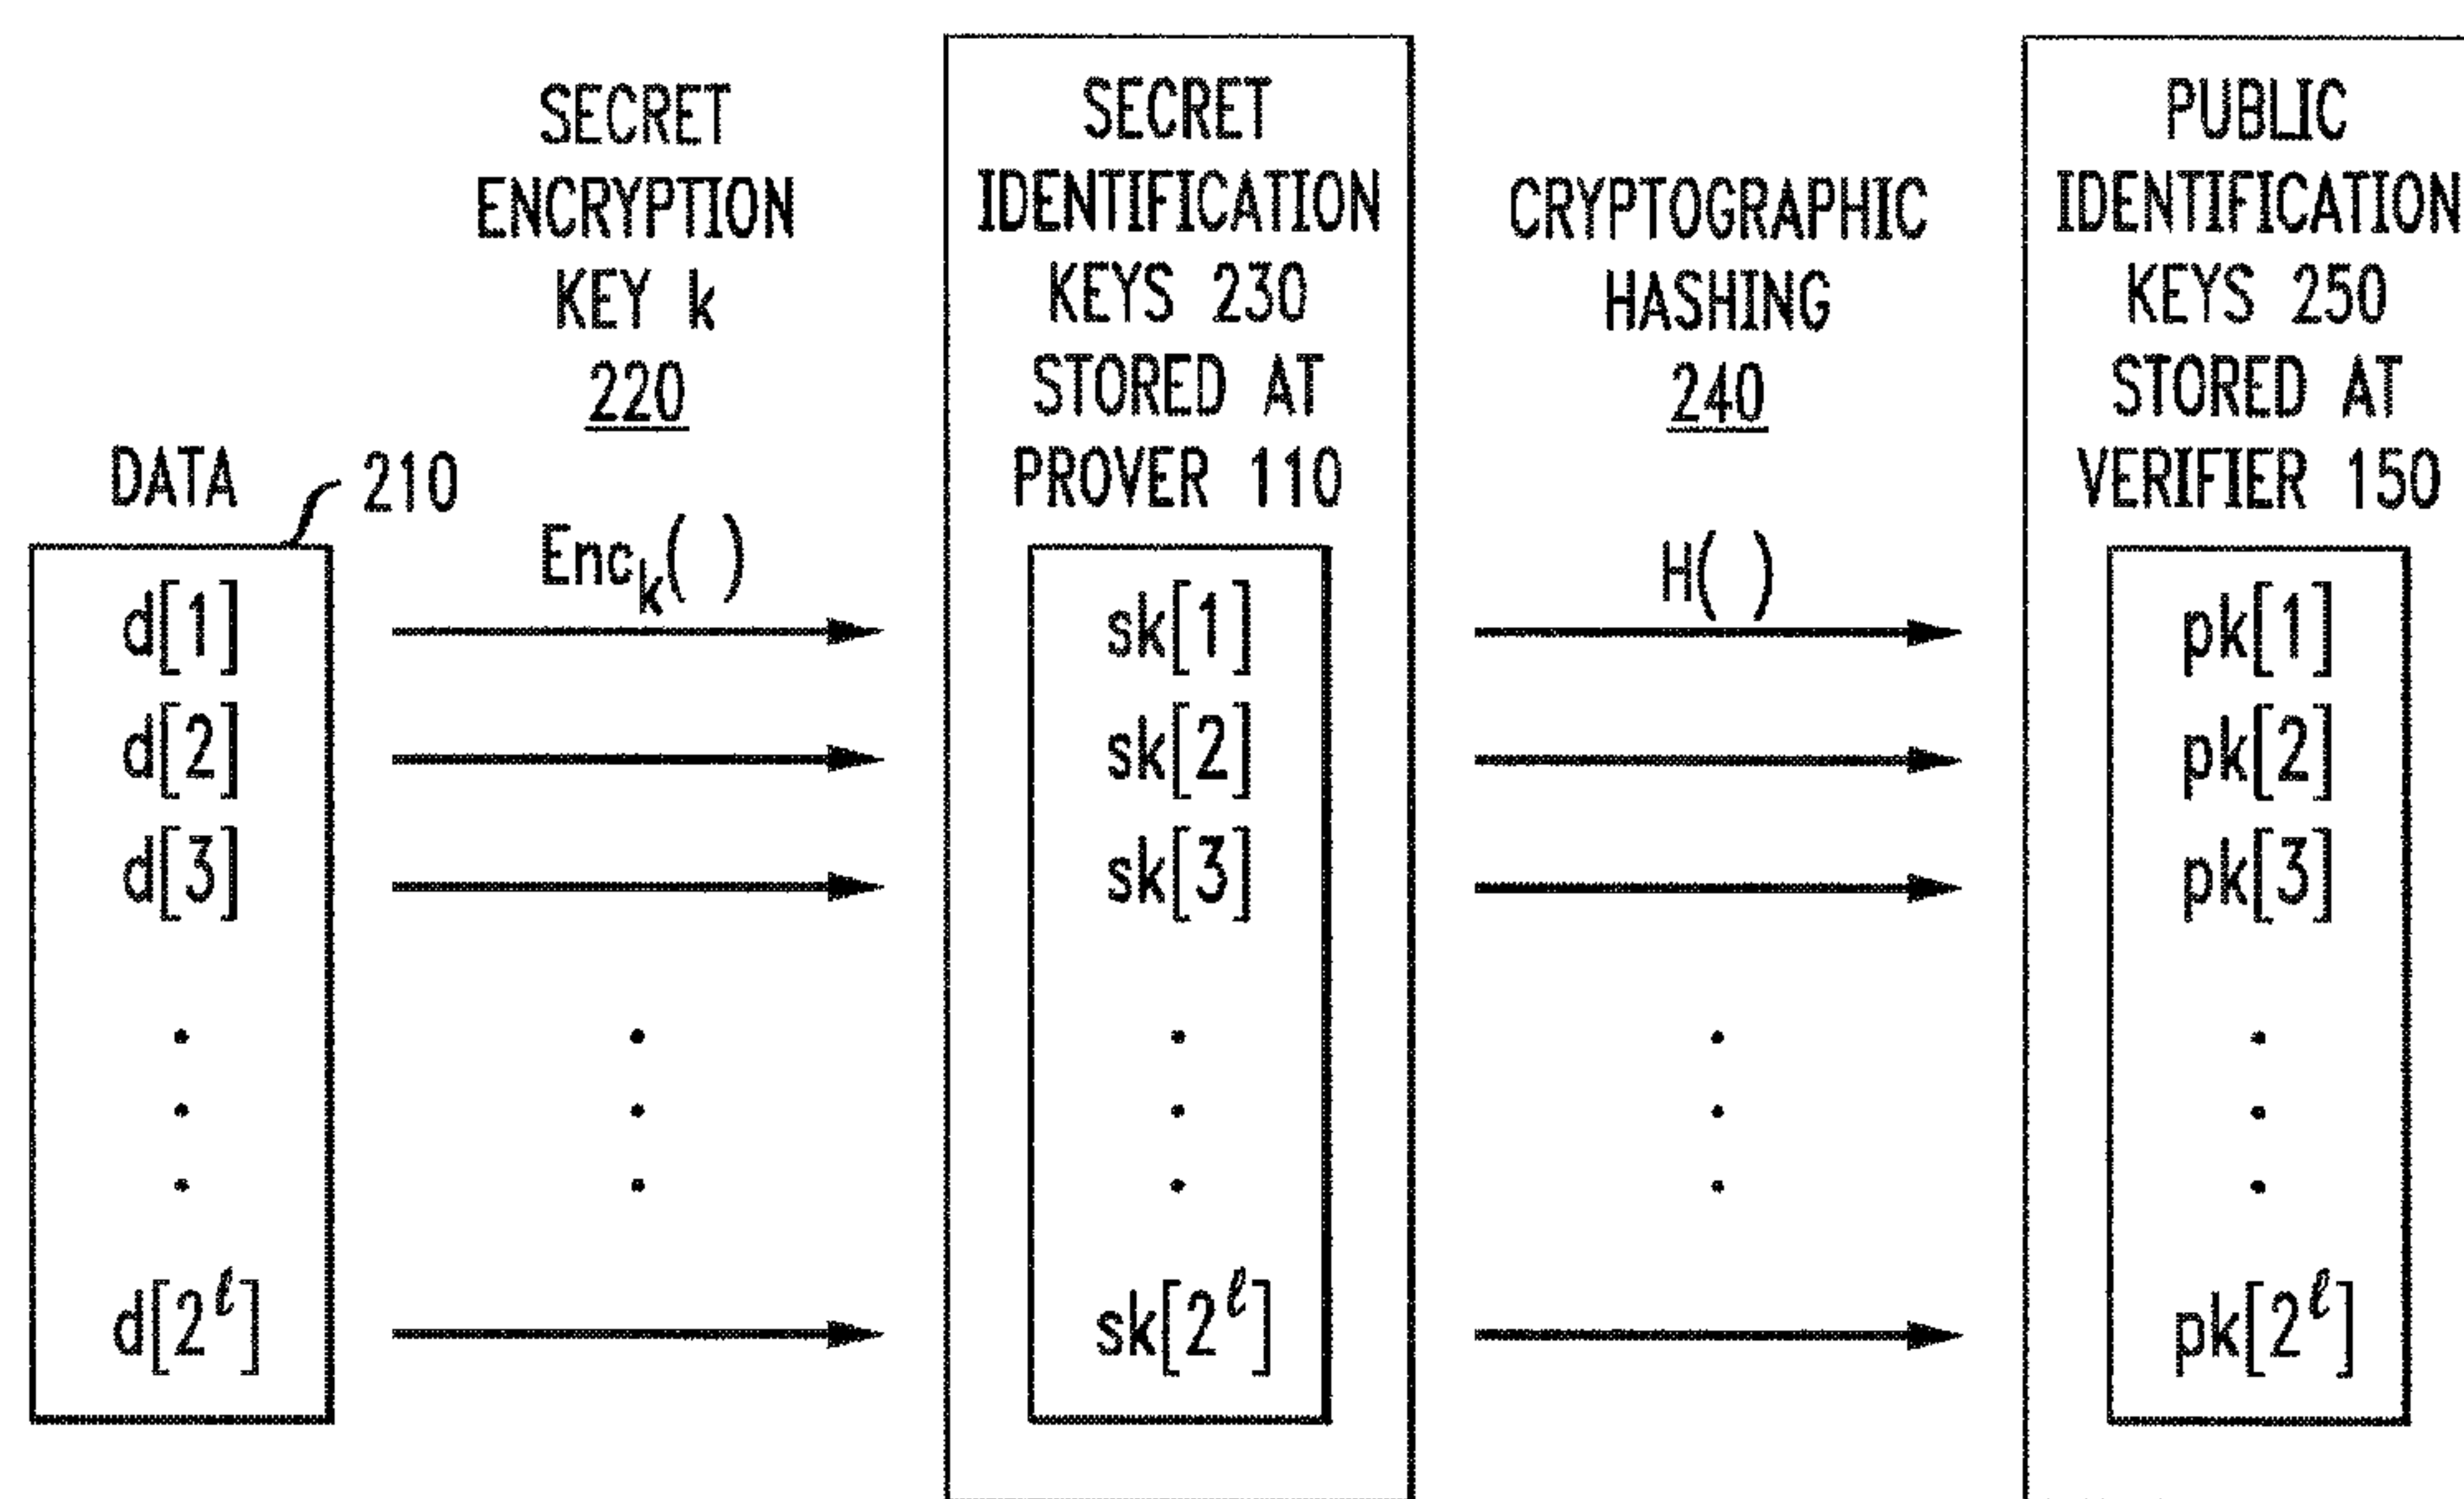 SECRET
ENCRYPTION
KEY k
220
SECRET
IDENTIFICATION
KEYS 230
STORED AT
PROVER 110
CRYPTOGRAPHIC
HASHING
240
PUBLIC
IDENTIFICATION
KEYS 250
STORED AT
VERIFIER 150
DATA 210
Enc_k( )
H( )
d[1] sk[1] pk[1]
d[2] sk[2] pk[2]
d[3] sk[3] pk[3]
d[2^ℓ] sk[2^ℓ] pk[2^ℓ]